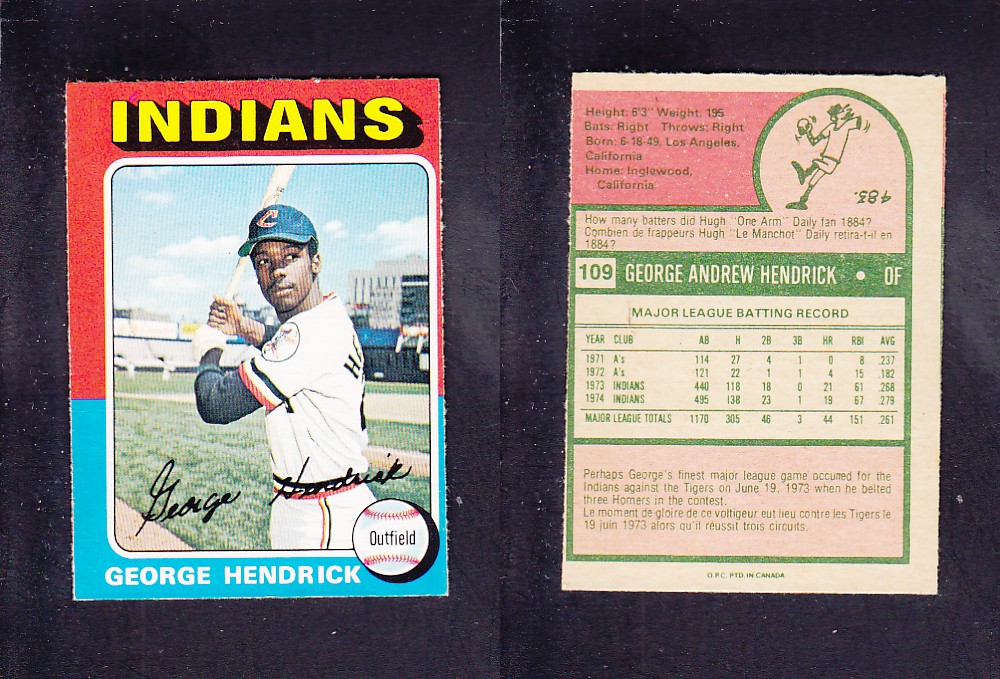 INDIANS
C
HA
George Hendrick
Outfield
GEORGE HENDRICK
Height: 6'3" Weight: 195
Bats: Right Throws: Right
Born: 6-18-49, Los Angeles,
California
Home: Inglewood,
California
483.
How many batters did Hugh "One Arm" Daily fan 1884?
Combien de frappeurs Hugh "Le Manchot" Daily retira-t-il en
1884?
109 GEORGE ANDREW HENDRICK • OF
MAJOR LEAGUE BATTING RECORD
YEAR CLUB AB H 2B 3B HR RBI AVG
1971 A's 114 27 4 1 0 8 .237
1972 A's 121 22 1 1 4 15 .182
1973 INDIANS 440 118 18 0 21 61 .268
1974 INDIANS 495 138 23 1 19 67 .279
MAJOR LEAGUE TOTALS 1170 305 46 3 44 151 .261
Perhaps George's finest major league game occurred for the
Indians against the Tigers on June 19, 1973 when he belted
three Homers in the contest.
Le moment de gloire de ce voltigeur eut lieu contre les Tigers le
19 juin 1973 alors qu'il réussit trois circuits.
O.P.C. PTD. IN CANADA